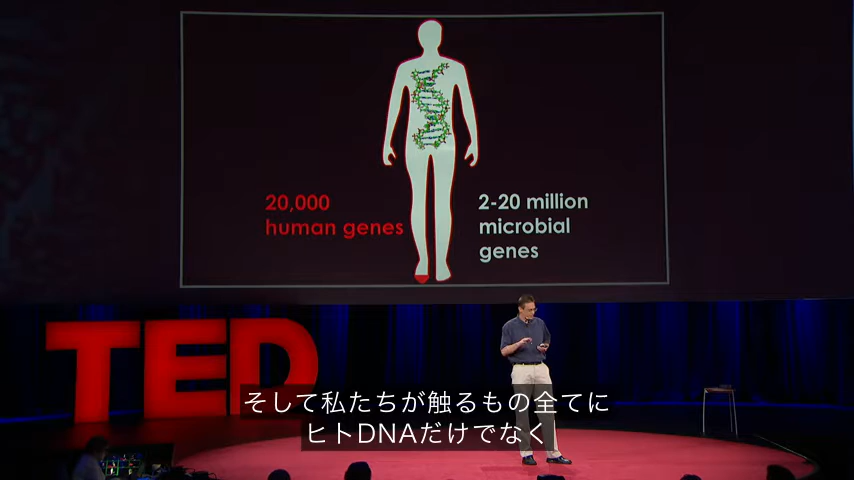 20,000
human genes
2-20 million
microbial
genes
TED
そして私たちが触るもの全てに
ヒトDNAだけでなく